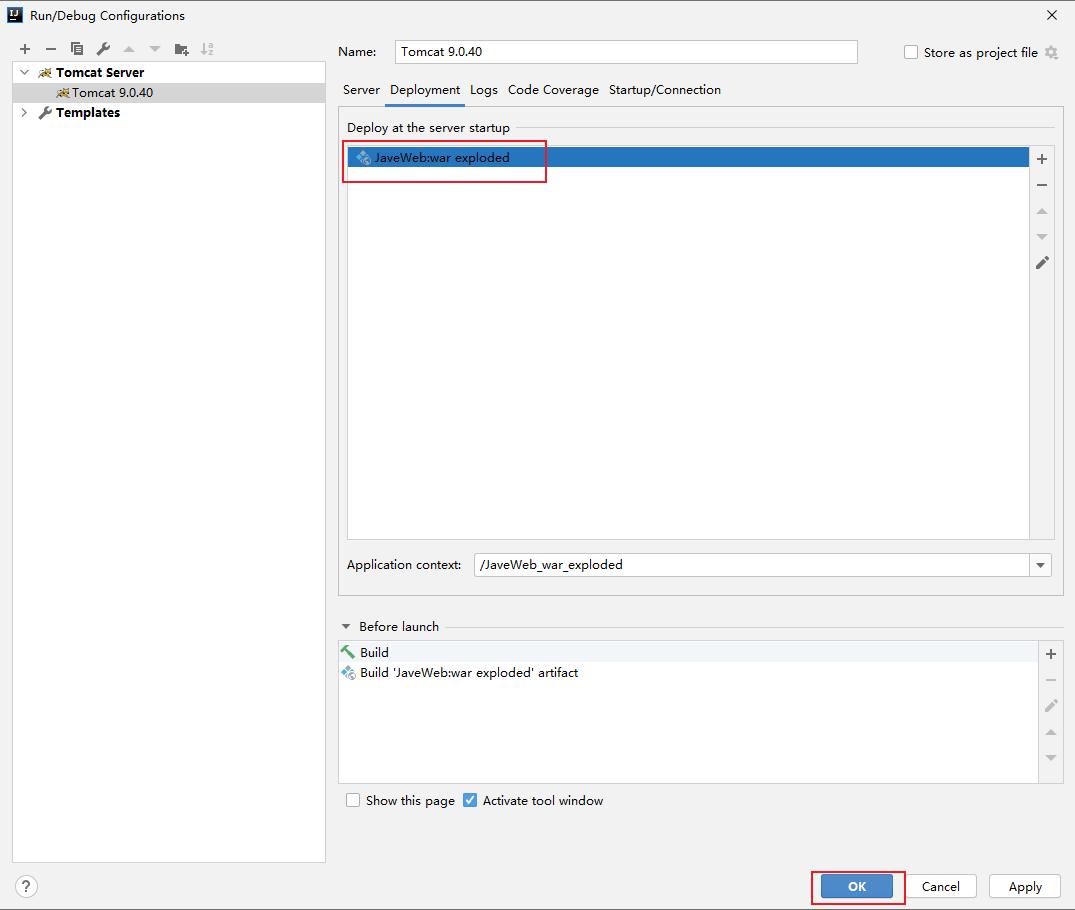 Run/Debug Configurations
Tomcat Server
Tomcat 9.0.40
Templates
Name: Tomcat 9.0.40 Store as project file
Server Deployment Logs Code Coverage Startup/Connection
Deploy at the server startup
JaveWeb:war exploded
Application context: /JaveWeb_war_exploded
Before launch
Build
Build 'JaveWeb:war exploded' artifact
Show this page Activate tool window
? OK Cancel Apply